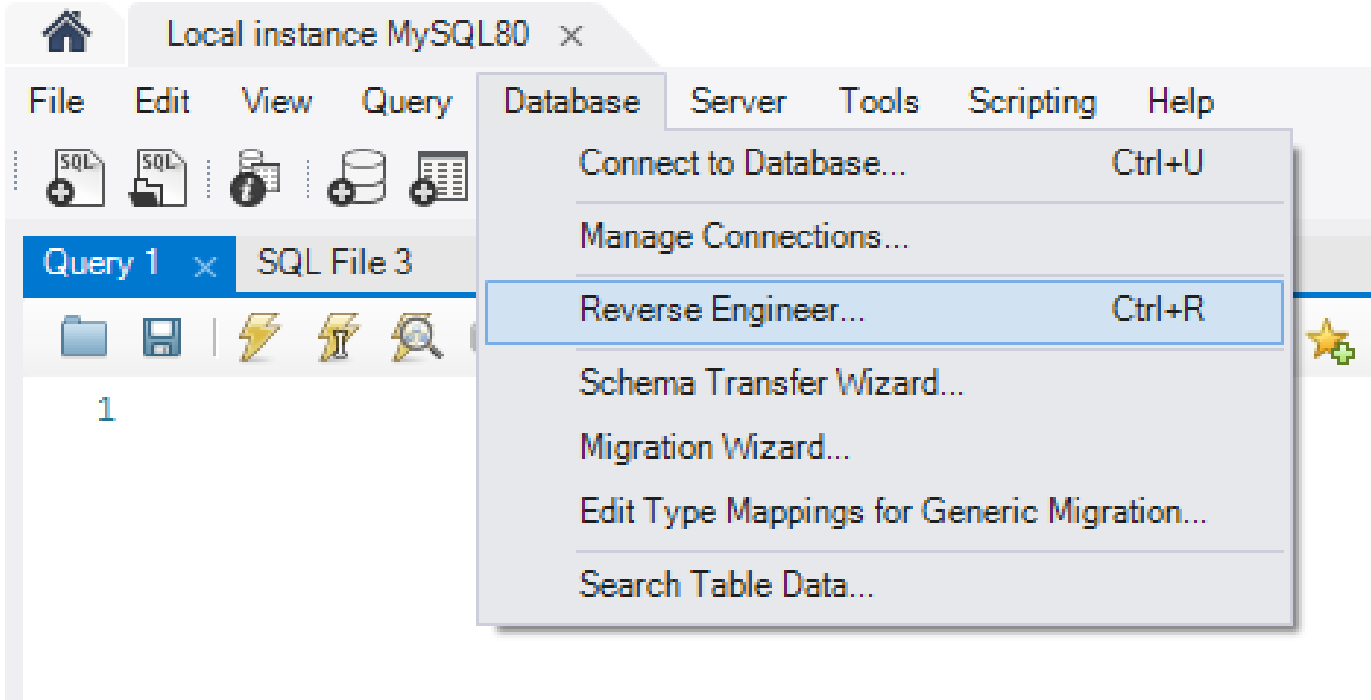 Local instance MySQL80 ×
File Edit View Query Database Server Tools Scripting Help
SQL SQL
Connect to Database... Ctrl+U
Manage Connections...
Query 1 × SQL File 3
Reverse Engineer... Ctrl+R
Schema Transfer Wizard...
1
Migration Wizard...
Edit Type Mappings for Generic Migration...
Search Table Data...